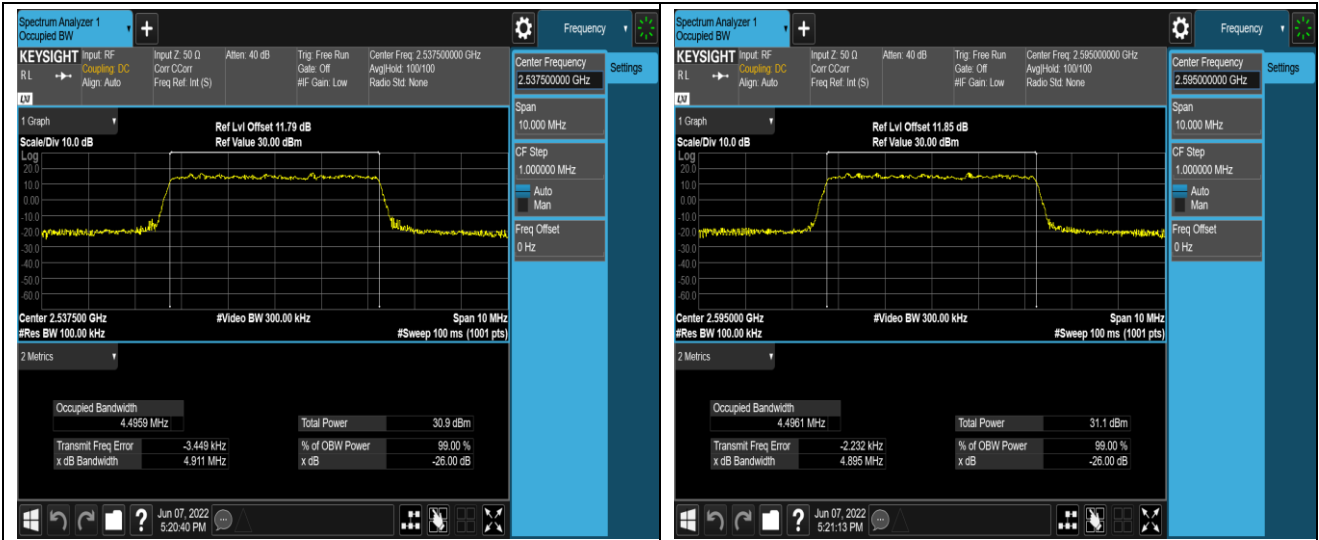 Spectrum Analyzer 1
Occupied BW
+
Frequency
KEYSIGHT
Input: RF
Coupling: DC
Align: Auto
Input Z: 50 Ω
Corr CCorr
Freq Ref: Int (S)
Atten: 40 dB
Trig: Free Run
Gate: Off
#IF Gain: Low
Center Freq: 2.537500000 GHz
Avg|Hold: 100/100
Radio Std: None
RL
LXI
Center Frequency
2.537500000 GHz
Settings
Span
10.000 MHz
CF Step
1.000000 MHz
Auto
Man
Freq Offset
0 Hz
1 Graph
Scale/Div 10.0 dB
Ref Lvl Offset 11.79 dB
Ref Value 30.00 dBm
Log
20.0
10.0
0.00
-10.0
-20.0
-30.0
-40.0
-50.0
-60.0
Center 2.537500 GHz
#Video BW 300.00 kHz
Span 10 MHz
#Res BW 100.00 kHz
#Sweep 100 ms (1001 pts)
2 Metrics
Occupied Bandwidth
4.4959 MHz
Total Power 30.9 dBm
Transmit Freq Error -3.449 kHz
% of OBW Power 99.00 %
x dB Bandwidth 4.911 MHz
x dB -26.00 dB
?
Jun 07, 2022
5:20:40 PM
Spectrum Analyzer 1
Occupied BW
+
Frequency
KEYSIGHT
Input: RF
Coupling: DC
Align: Auto
Input Z: 50 Ω
Corr CCorr
Freq Ref: Int (S)
Atten: 40 dB
Trig: Free Run
Gate: Off
#IF Gain: Low
Center Freq: 2.595000000 GHz
Avg|Hold: 100/100
Radio Std: None
RL
LXI
Center Frequency
2.595000000 GHz
Settings
Span
10.000 MHz
CF Step
1.000000 MHz
Auto
Man
Freq Offset
0 Hz
1 Graph
Scale/Div 10.0 dB
Ref Lvl Offset 11.85 dB
Ref Value 30.00 dBm
Log
20.0
10.0
0.00
-10.0
-20.0
-30.0
-40.0
-50.0
-60.0
Center 2.595000 GHz
#Video BW 300.00 kHz
Span 10 MHz
#Res BW 100.00 kHz
#Sweep 100 ms (1001 pts)
2 Metrics
Occupied Bandwidth
4.4961 MHz
Total Power 31.1 dBm
Transmit Freq Error -2.232 kHz
% of OBW Power 99.00 %
x dB Bandwidth 4.895 MHz
x dB -26.00 dB
?
Jun 07, 2022
5:21:13 PM